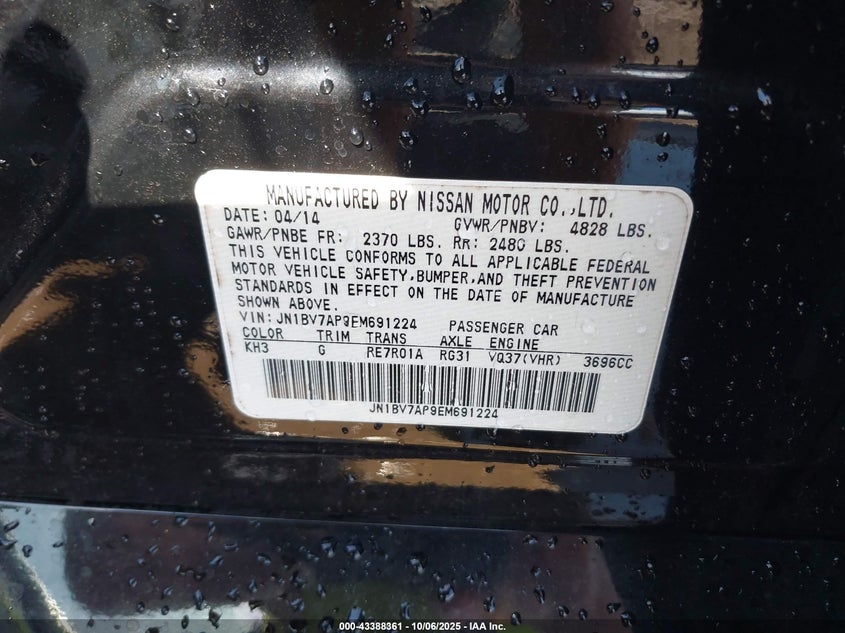 MANUFACTURED BY NISSAN MOTOR CO.,LTD.
DATE: 04/14 GVWR/PNBV: 4828 LBS.
GAWR/PNBE FR: 2370 LBS. RR: 2480 LBS.
THIS VEHICLE CONFORMS TO ALL APPLICABLE FEDERAL
MOTOR VEHICLE SAFETY,BUMPER,AND THEFT PREVENTION
STANDARDS IN EFFECT ON THE DATE OF MANUFACTURE
SHOWN ABOVE.
VIN:JN1BV7AP9EM691224 PASSENGER CAR
COLOR TRIM TRANS AXLE ENGINE
KH3 G RE7R01A RG31 VQ37(VHR) 3696CC
JN1BV7AP9EM691224
000-43388361 - 10/06/2025 - IAA Inc.